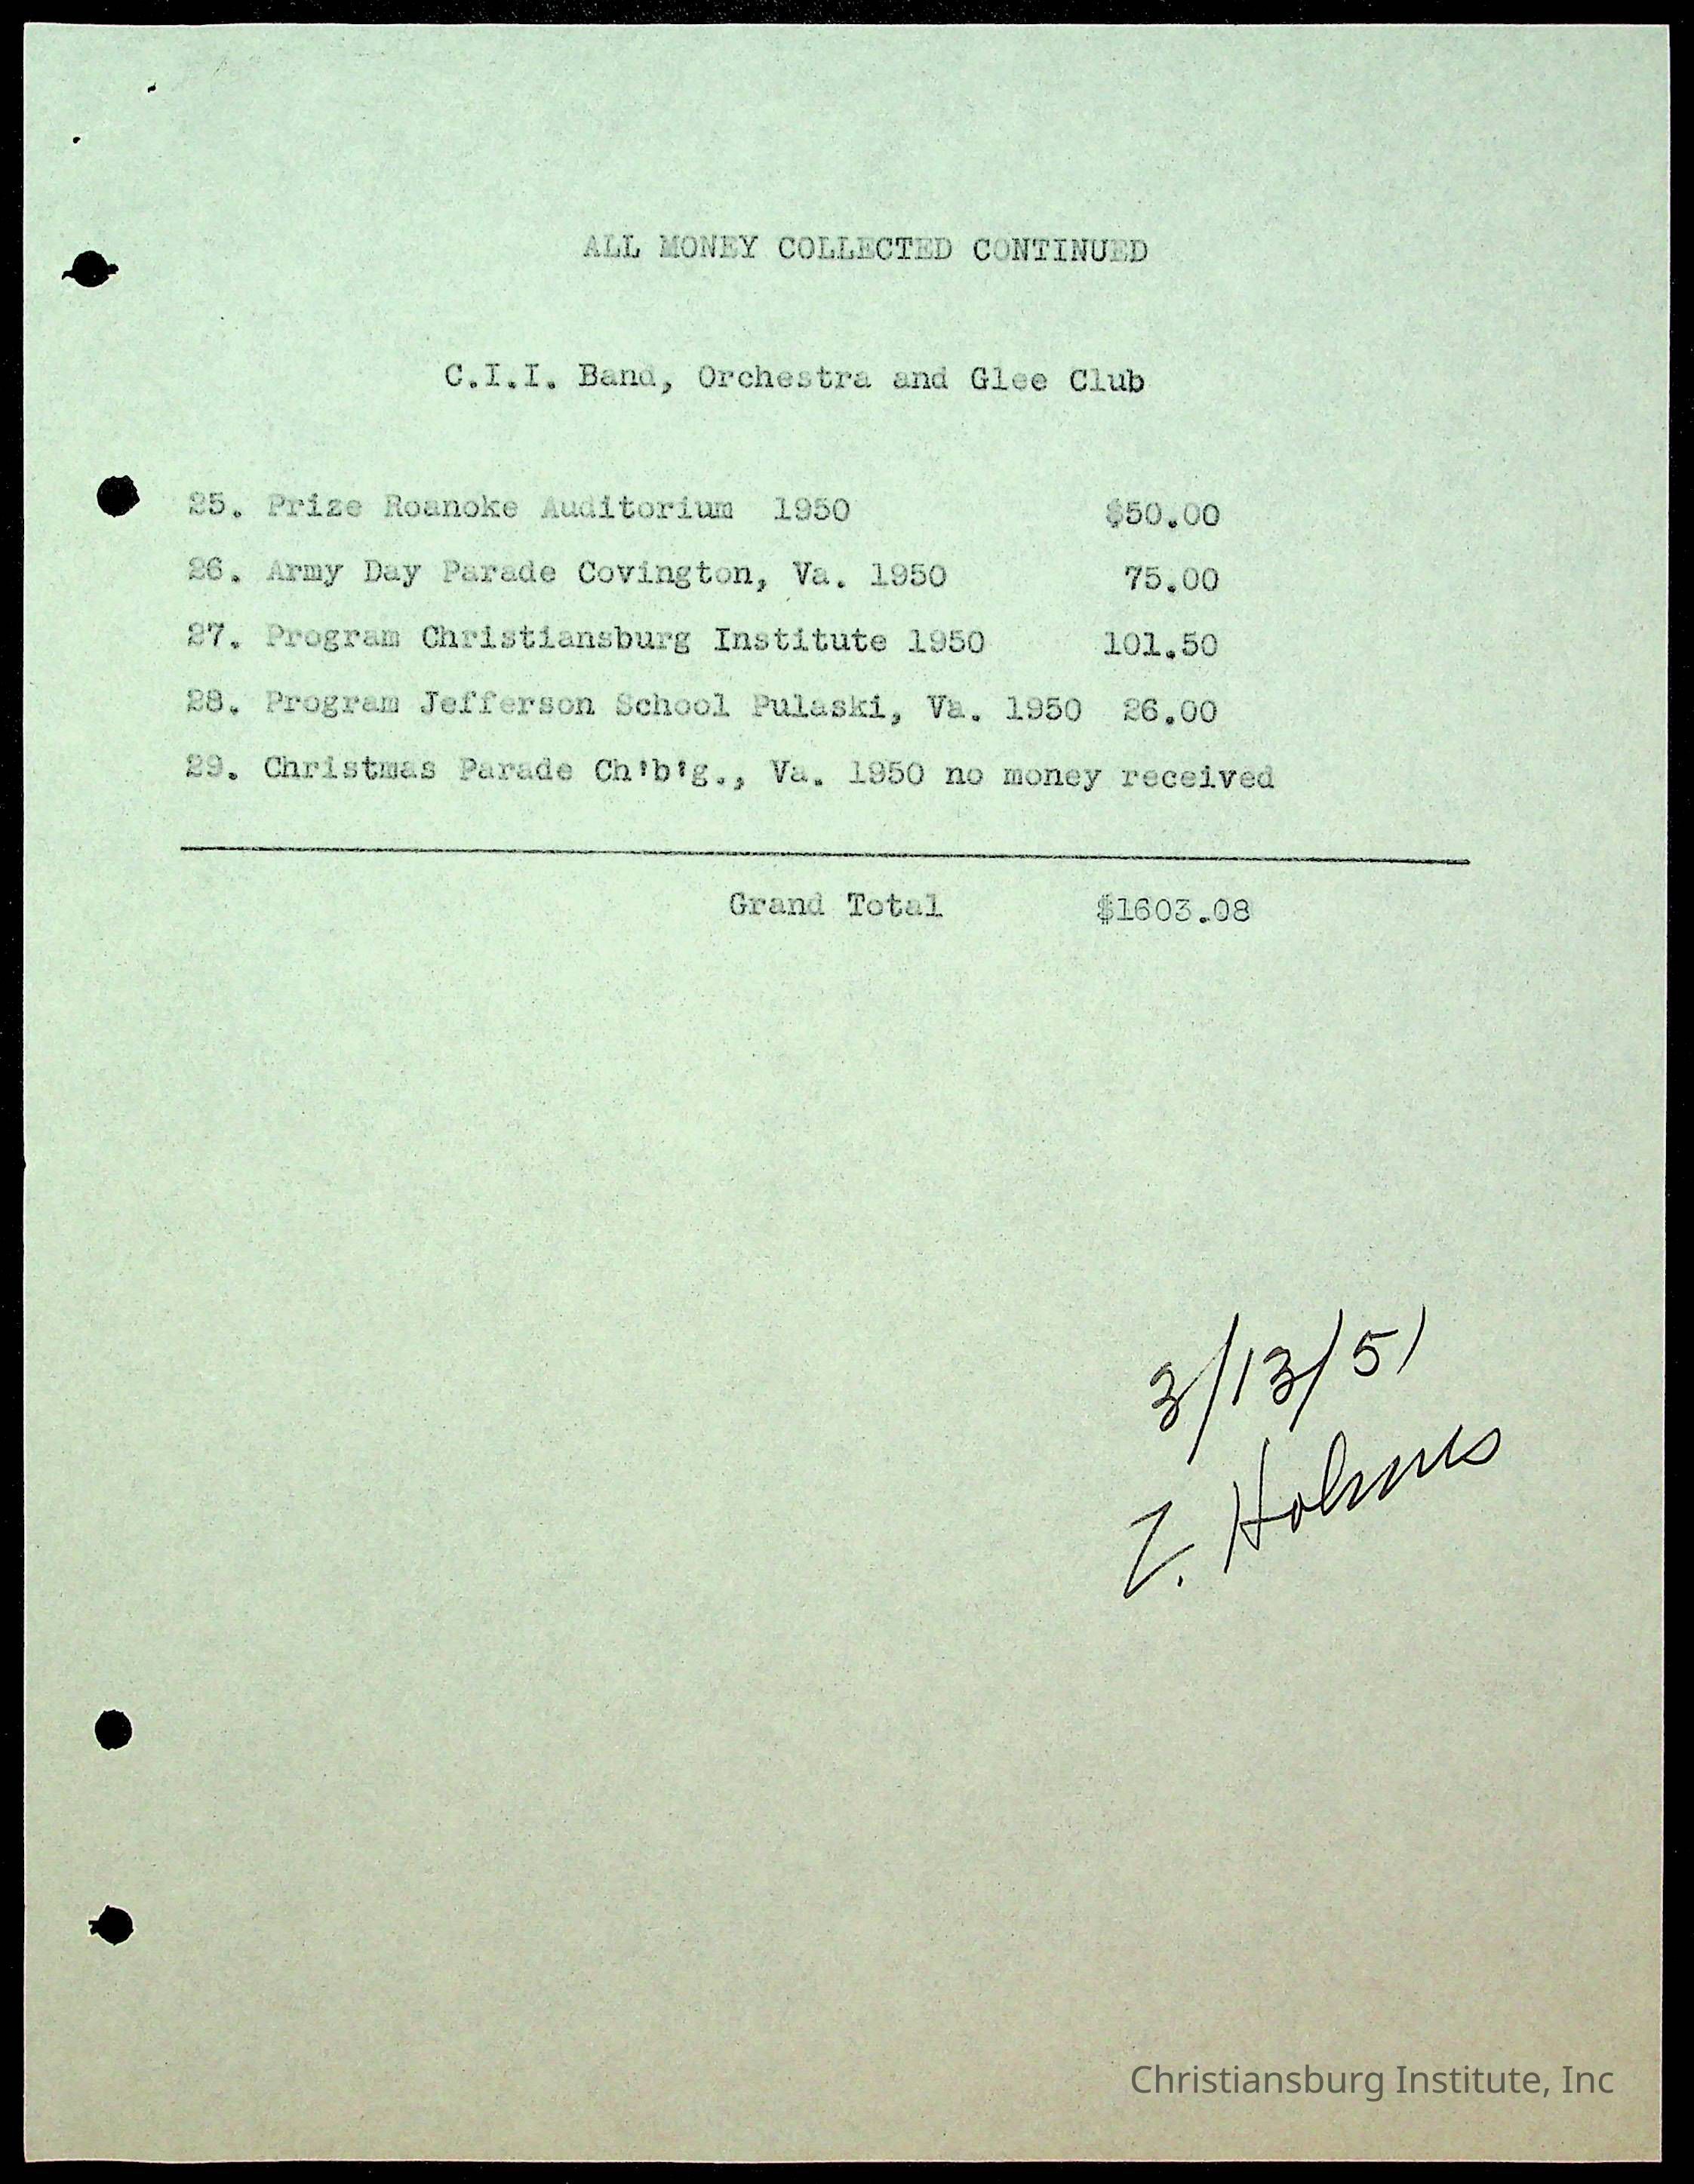 ALL MONEY COLLECTED CONTINUED
C.I.I. Band, Orchestra and Glee Club
25. Prize Roanoke Auditorium 1950 $50.00
26. Army Day Parade Covington, Va. 1950 75.00
27. Program Christiansburg Institute 1950 101.50
28. Program Jefferson School Pulaski, Va. 1950 26.00
29. Christmas Parade Ch'b'g., Va. 1950 no money received
Grand Total $1603.08
3/13/51
Z. Holmes
Christiansburg Institute, Inc